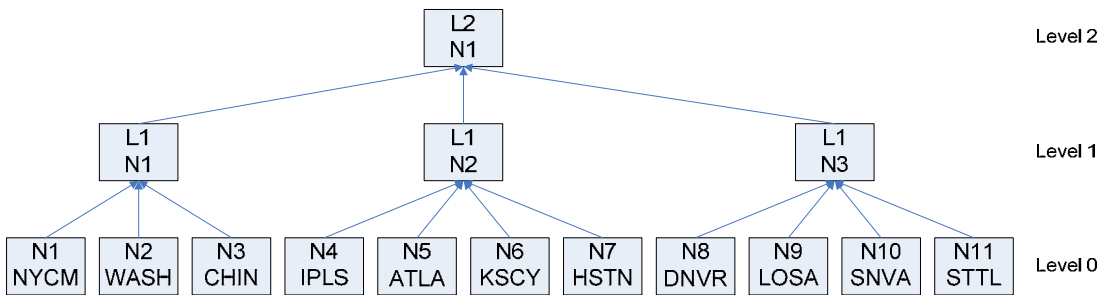 L2
N1
Level 2
L1
N1
L1
N2
L1
N3
Level 1
N1
NYCM
N2
WASH
N3
CHIN
N4
IPLS
N5
ATLA
N6
KSCY
N7
HSTN
N8
DNVR
N9
LOSA
N10
SNVA
N11
STTL
Level 0